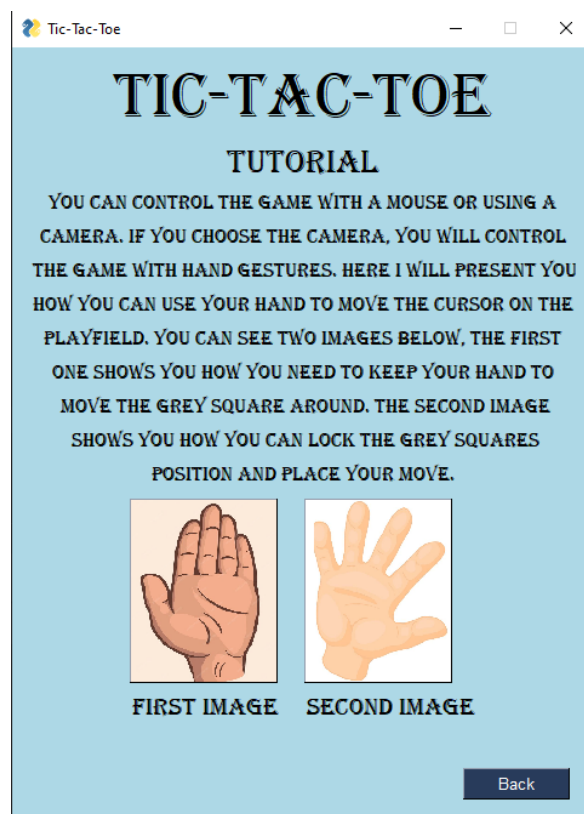 Tic-Tac-Toe
TIC-TAC-TOE
TUTORIAL
YOU CAN CONTROL THE GAME WITH A MOUSE OR USING A
CAMERA. IF YOU CHOOSE THE CAMERA, YOU WILL CONTROL
THE GAME WITH HAND GESTURES. HERE I WILL PRESENT YOU
HOW YOU CAN USE YOUR HAND TO MOVE THE CURSOR ON THE
PLAYFIELD. YOU CAN SEE TWO IMAGES BELOW, THE FIRST
ONE SHOWS YOU HOW YOU NEED TO KEEP YOUR HAND TO
MOVE THE GREY SQUARE AROUND. THE SECOND IMAGE
SHOWS YOU HOW YOU CAN LOCK THE GREY SQUARES
POSITION AND PLACE YOUR MOVE.
FIRST IMAGE SECOND IMAGE
Back